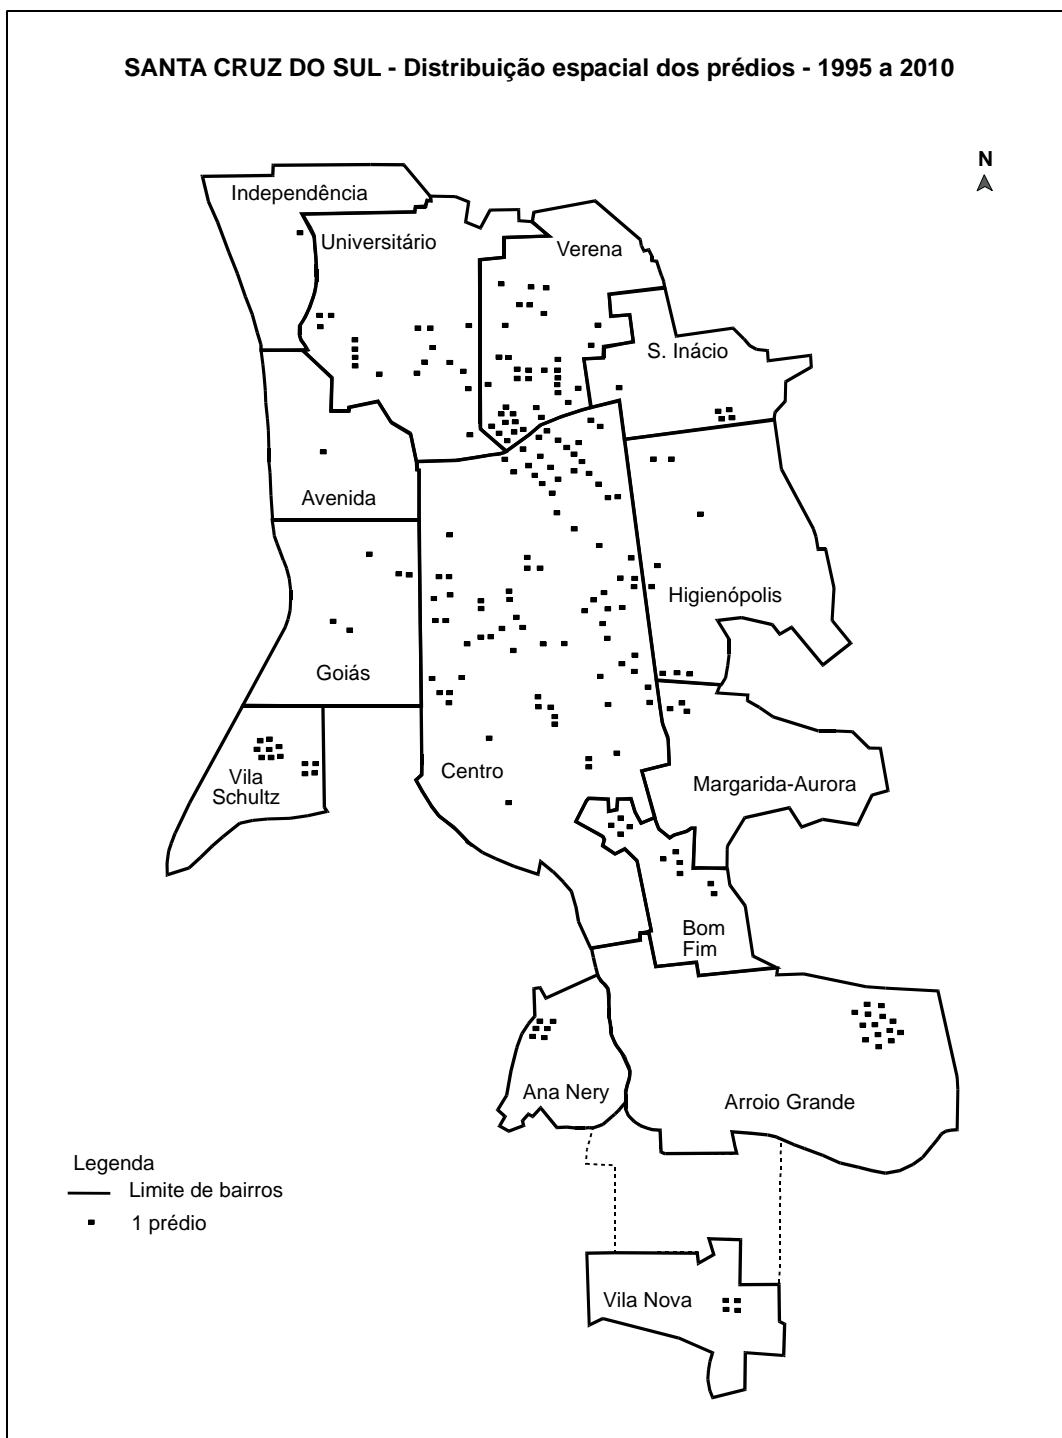 SANTA CRUZ DO SUL - Distribuição espacial dos prédios - 1995 a 2010
N
Independência
Universitário
Verena
S. Inácio
Avenida
Higienópolis
Goiás
Centro
Vila
Schultz
Margarida-Aurora
Bom
Fim
Ana Nery
Arroio Grande
Legenda
Limite de bairros
1 prédio
Vila Nova